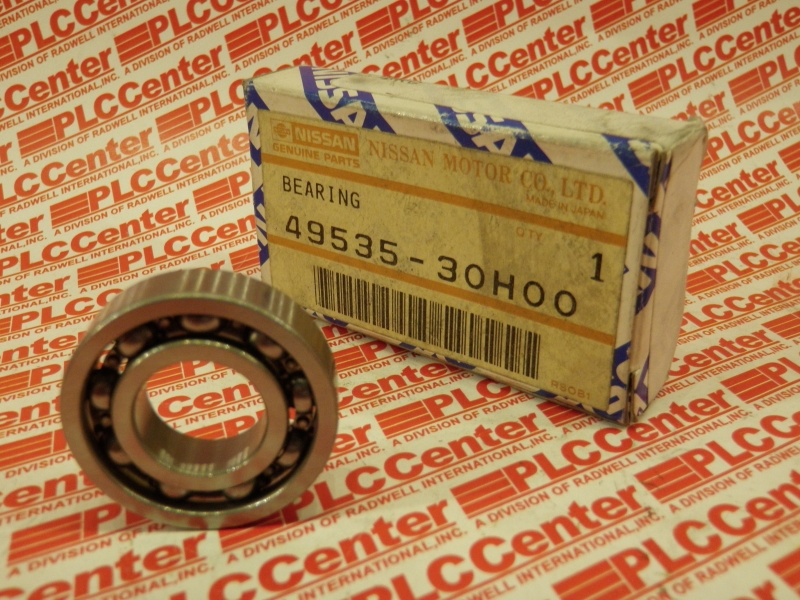 NISSAN
GENUINE PARTS
NISSAN MOTOR CO., LTD.
MADE IN JAPAN
BEARING
QTY
1
49535-30H00
RSOB1
PLCCenter
A DIVISION OF RADWELL INTERNATIONAL, INC.